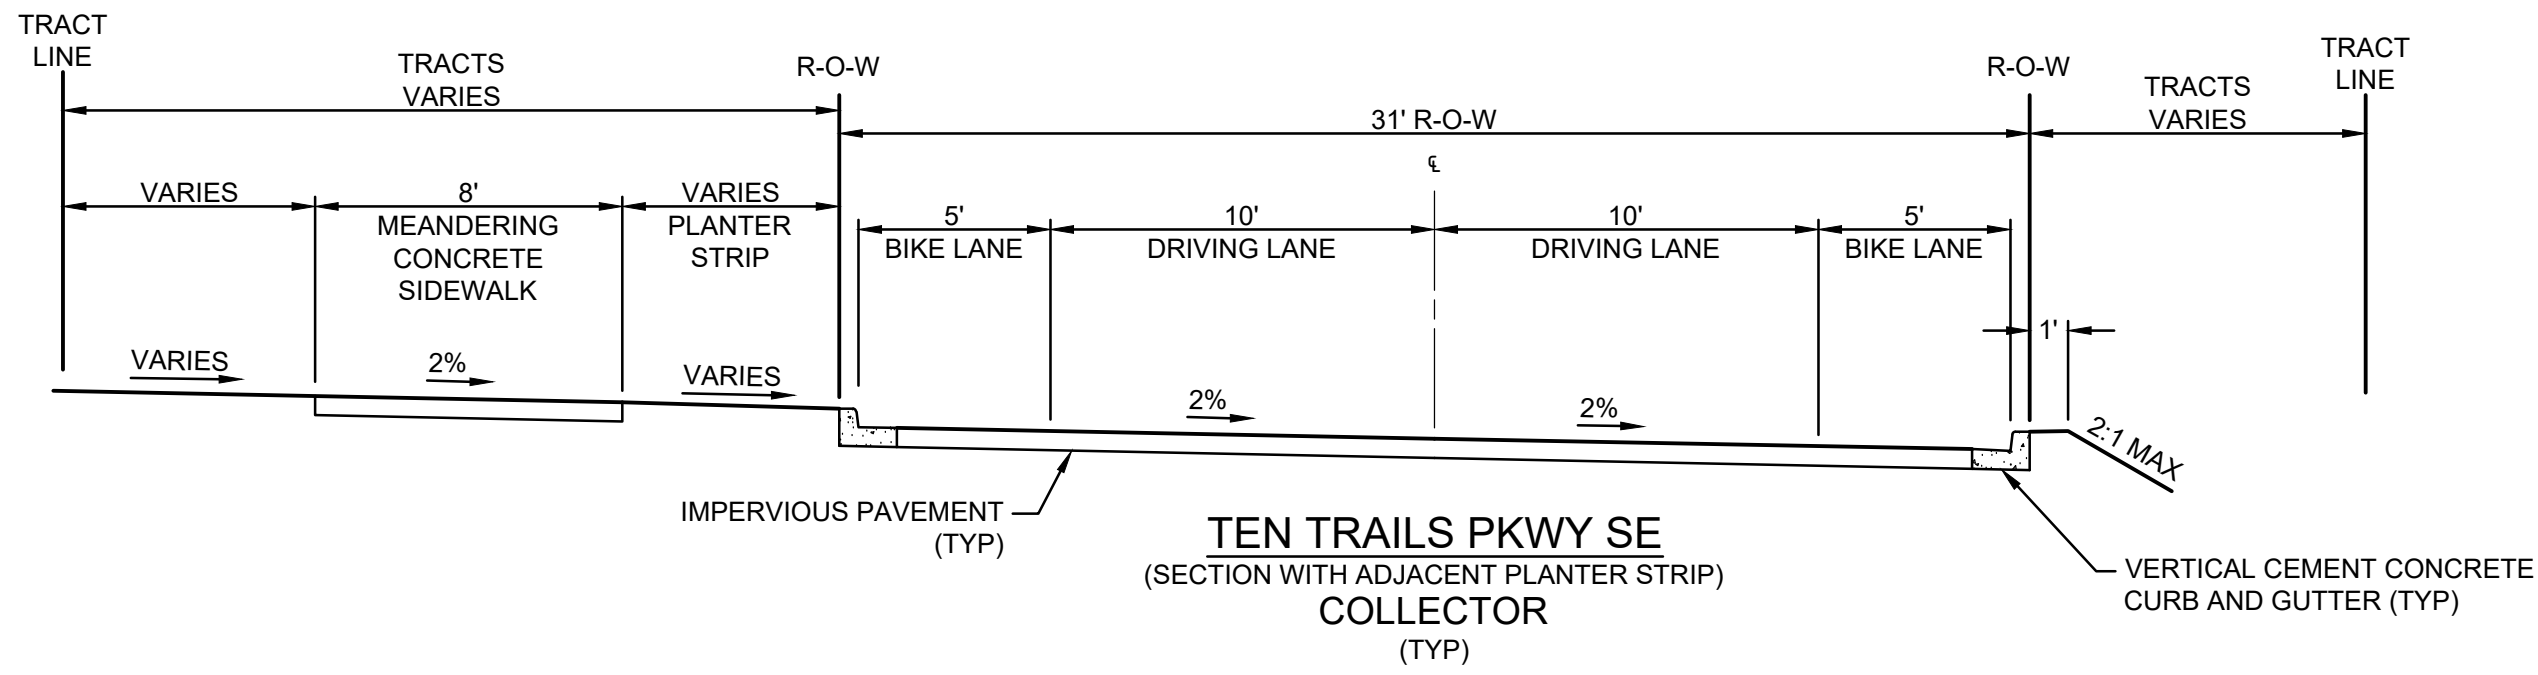 TRACT
LINE
TRACTS
VARIES
R-O-W
31' R-O-W
R-O-W
TRACTS
VARIES
TRACT
LINE
℄
VARIES
8'
MEANDERING
CONCRETE
SIDEWALK
VARIES
PLANTER
STRIP
5'
BIKE LANE
10'
DRIVING LANE
10'
DRIVING LANE
5'
BIKE LANE
1'
VARIES
2%
VARIES
2%
2%
2:1 MAX
IMPERVIOUS PAVEMENT
(TYP)
TEN TRAILS PKWY SE
(SECTION WITH ADJACENT PLANTER STRIP)
COLLECTOR
(TYP)
VERTICAL CEMENT CONCRETE
CURB AND GUTTER (TYP)